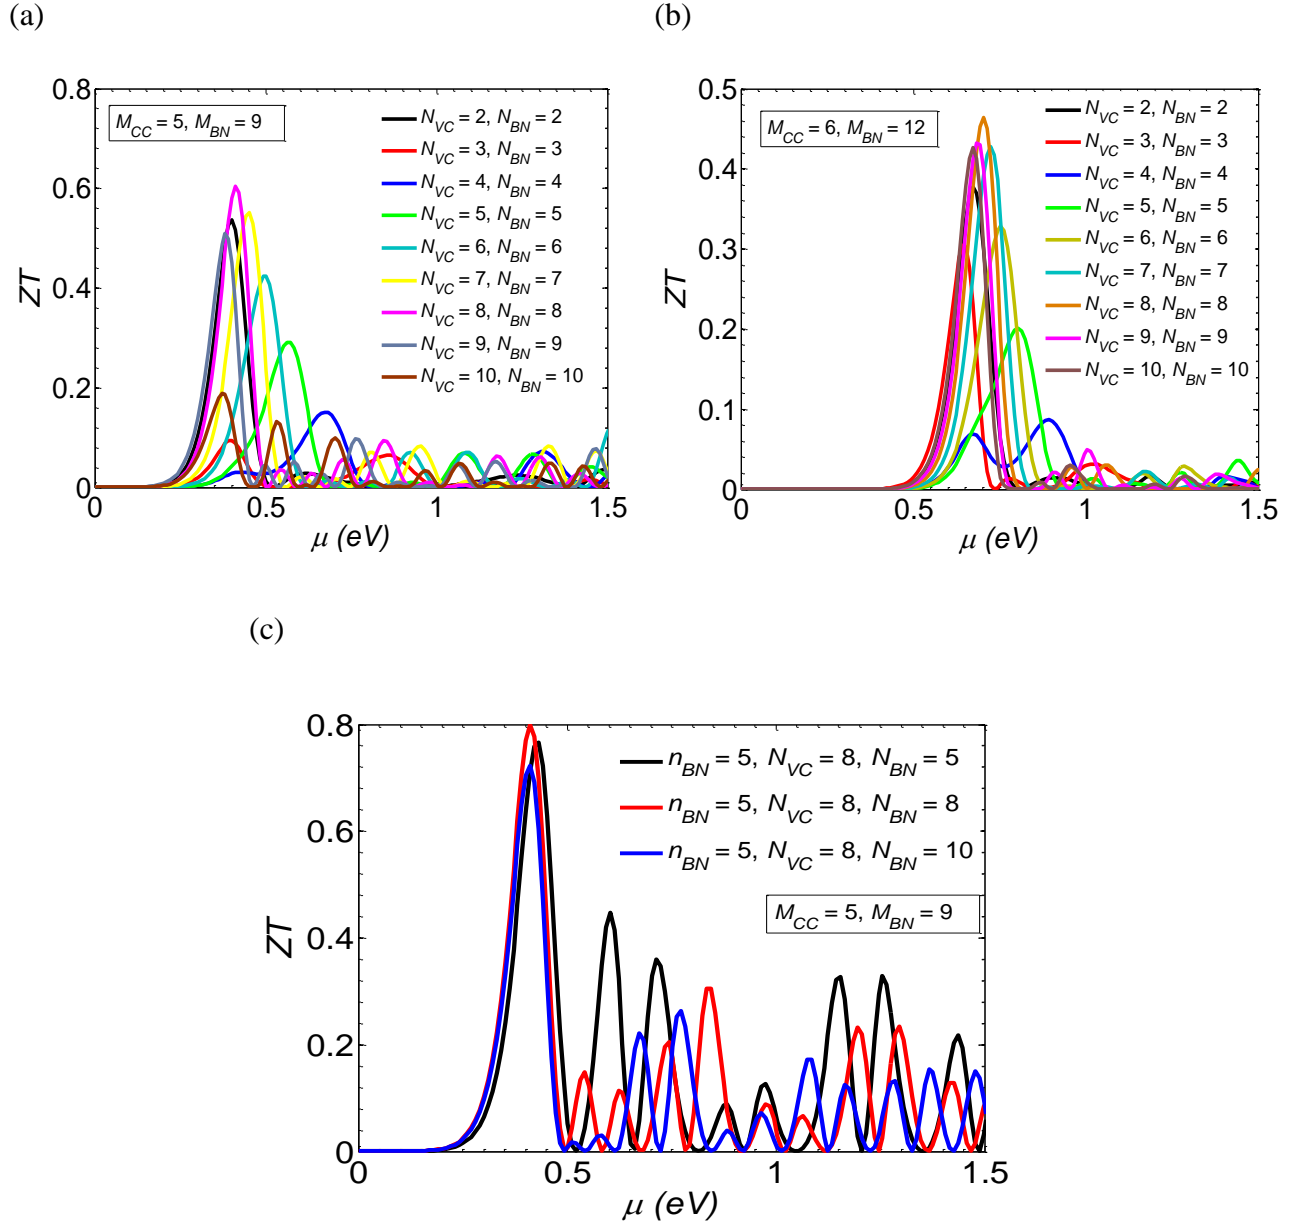 (a)
(b)
0.8
0.6
0.4
0.2
0
0
0.5
1
1.5
ZT
μ (eV)
M_CC = 5, M_BN = 9
N_VC = 2, N_BN = 2
N_VC = 3, N_BN = 3
N_VC = 4, N_BN = 4
N_VC = 5, N_BN = 5
N_VC = 6, N_BN = 6
N_VC = 7, N_BN = 7
N_VC = 8, N_BN = 8
N_VC = 9, N_BN = 9
N_VC = 10, N_BN = 10
0.5
0.4
0.3
0.2
0.1
0
0
0.5
1
1.5
ZT
μ (eV)
M_CC = 6, M_BN = 12
N_VC = 2, N_BN = 2
N_VC = 3, N_BN = 3
N_VC = 4, N_BN = 4
N_VC = 5, N_BN = 5
N_VC = 6, N_BN = 6
N_VC = 7, N_BN = 7
N_VC = 8, N_BN = 8
N_VC = 9, N_BN = 9
N_VC = 10, N_BN = 10
(c)
0.8
0.6
0.4
0.2
0
0
0.5
1
1.5
ZT
μ (eV)
n_BN = 5, N_VC = 8, N_BN = 5
n_BN = 5, N_VC = 8, N_BN = 8
n_BN = 5, N_VC = 8, N_BN = 10
M_CC = 5, M_BN = 9